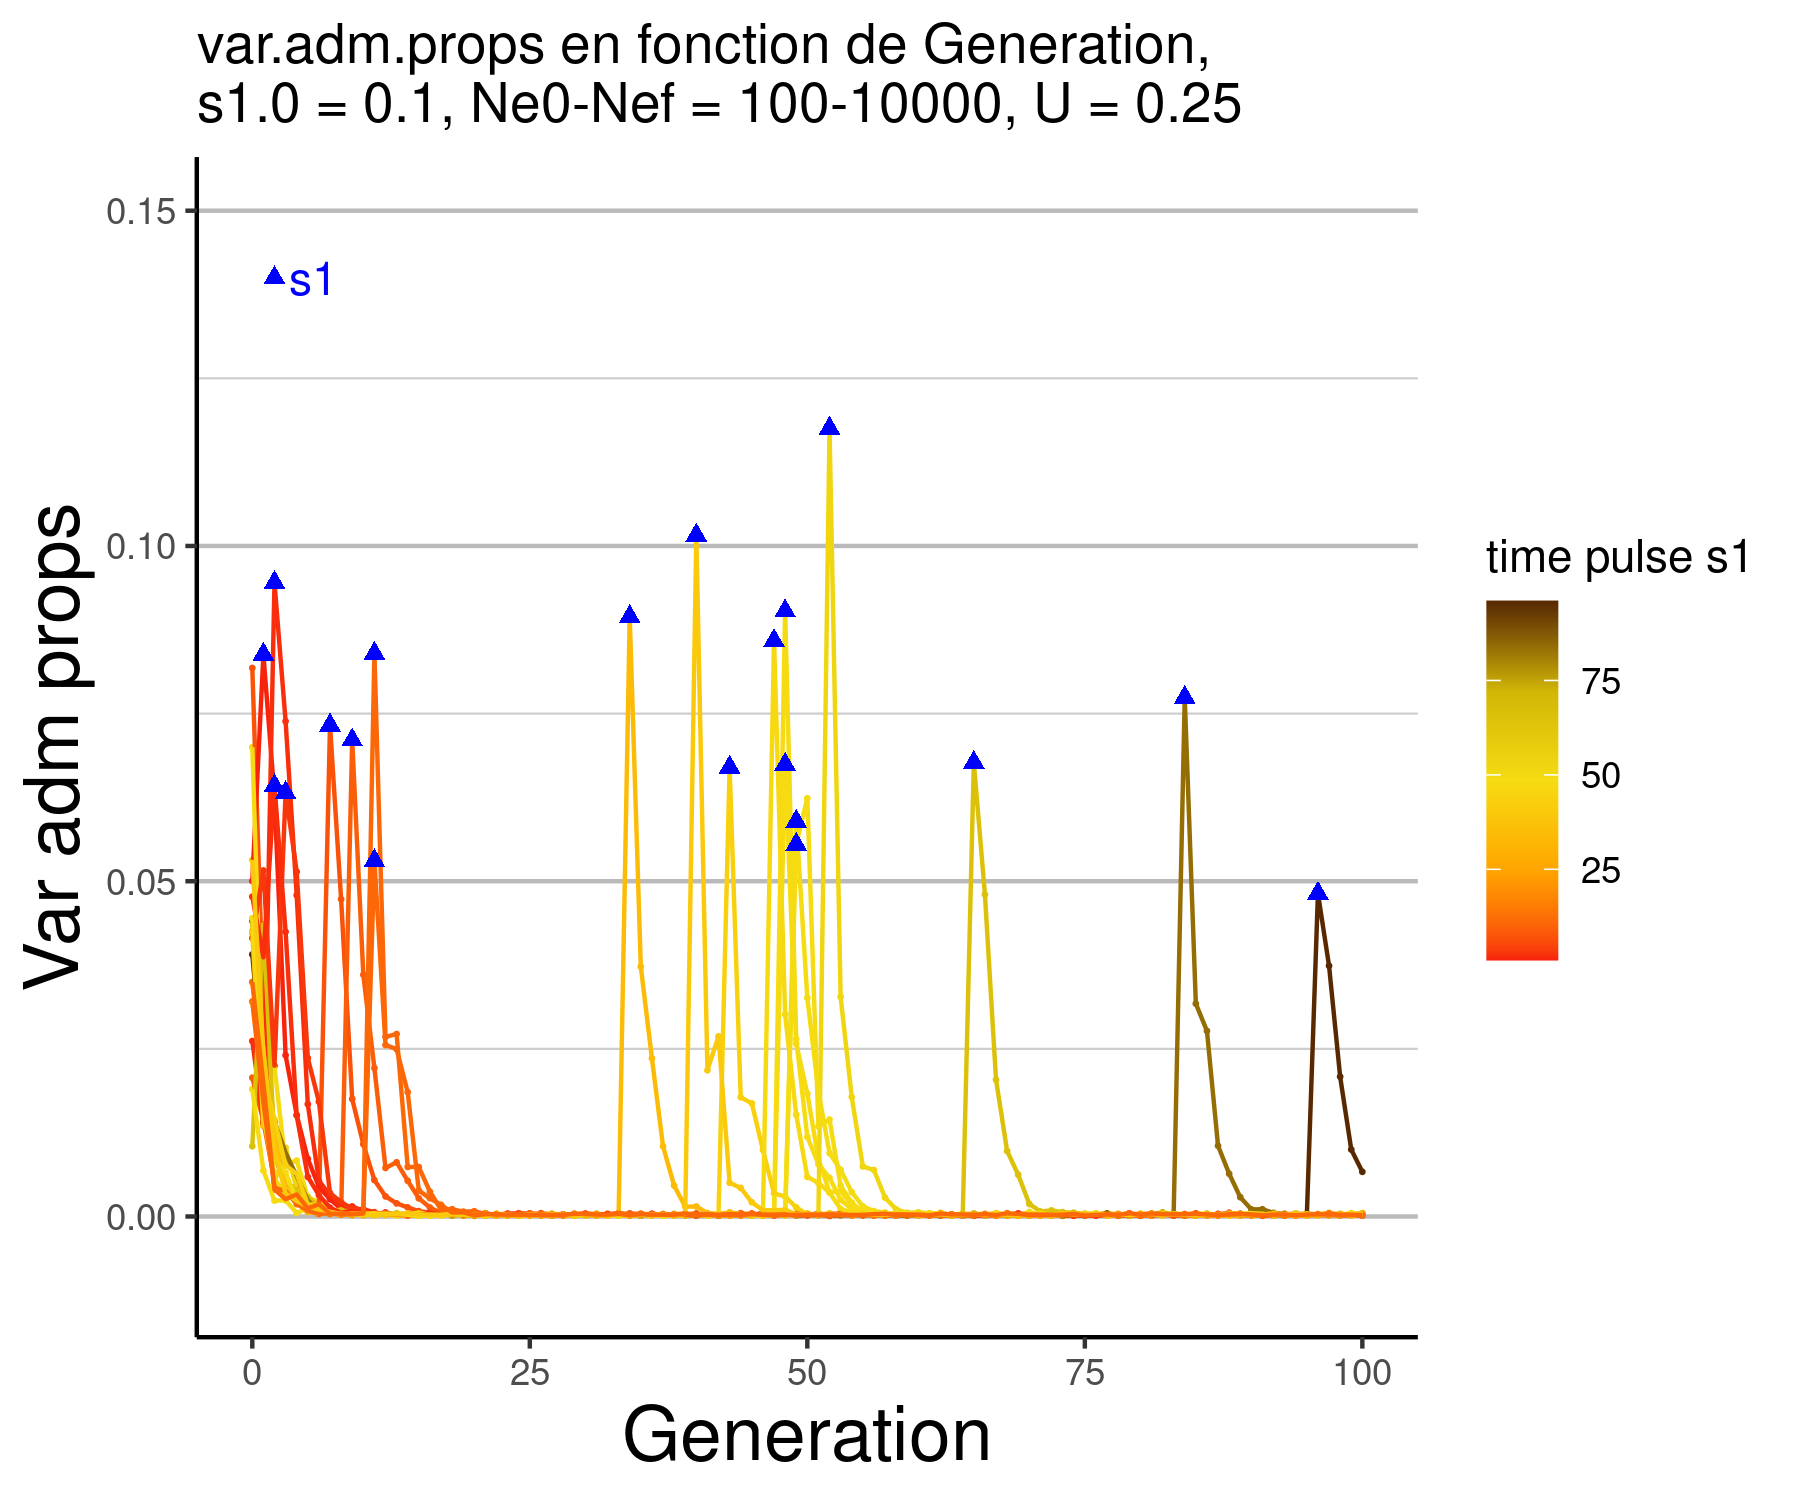 var.adm.props en fonction de Generation,
s1.0 = 0.1, Ne0-Nef = 100-10000, U = 0.25
0.15
s1
0.10
0.05
0.00
Var adm props
0
25
50
75
100
Generation
time pulse s1
75
50
25